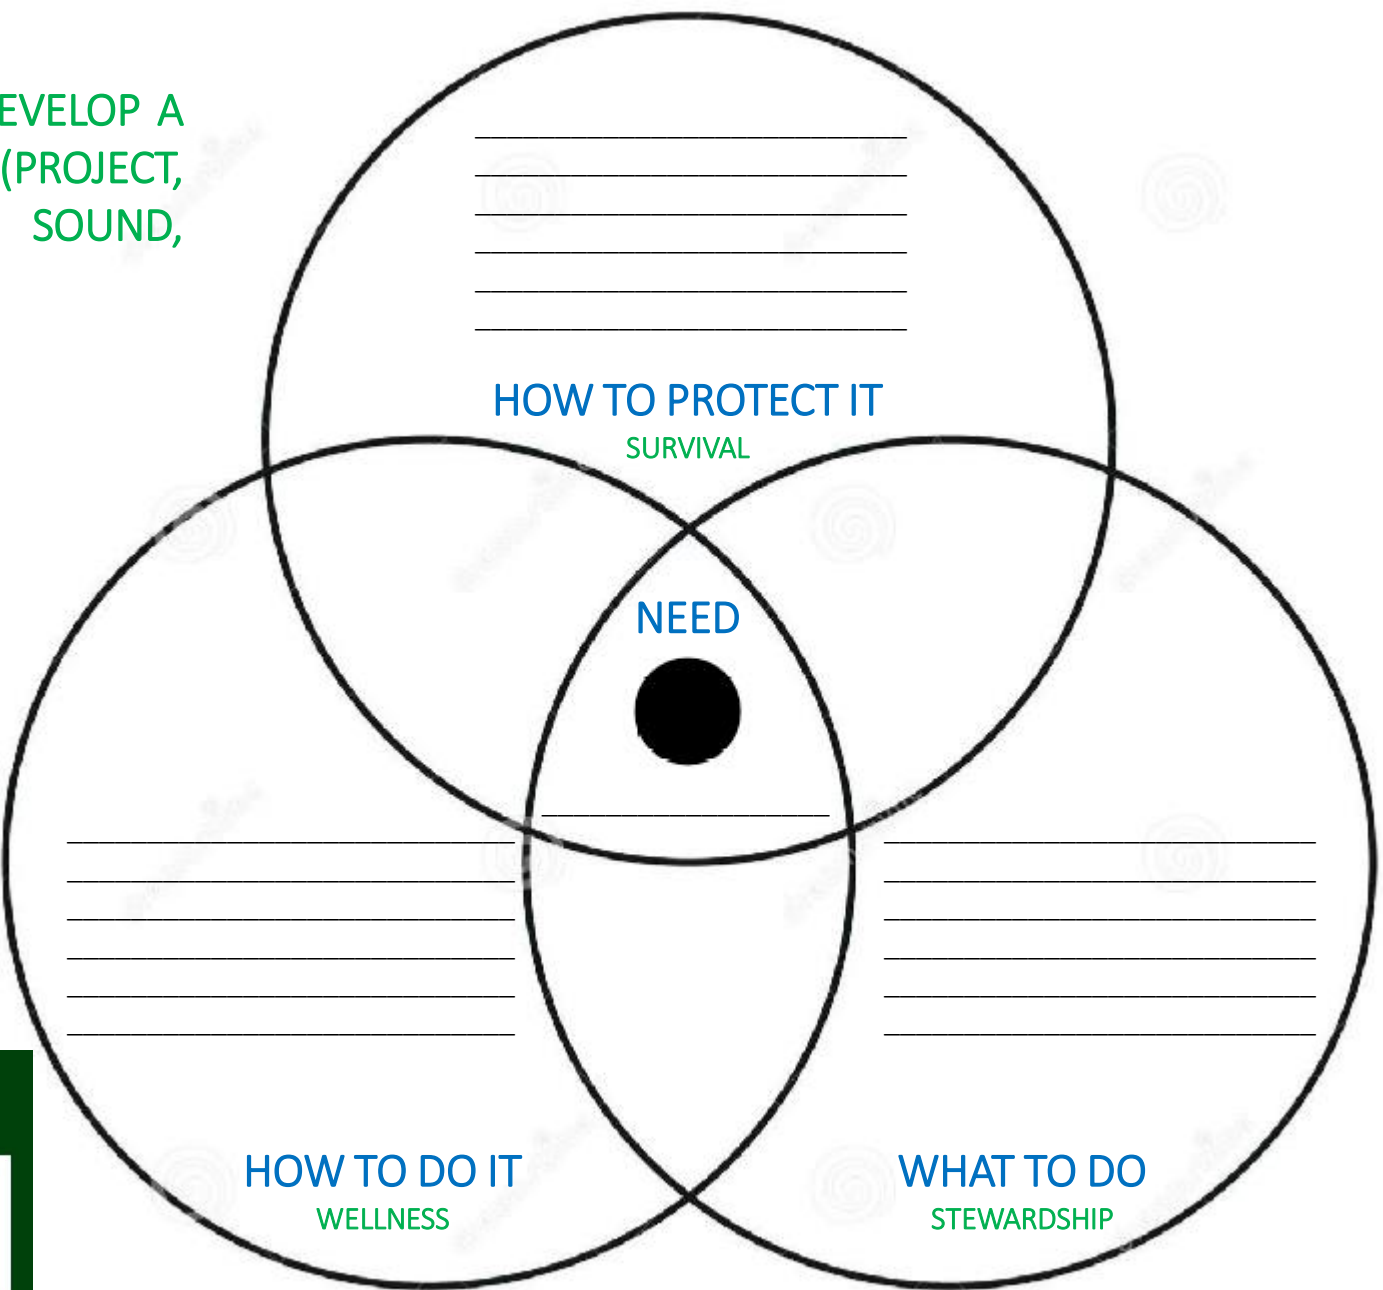 EVELOP A
(PROJECT,
SOUND,
HOW TO PROTECT IT
SURVIVAL
NEED
HOW TO DO IT
WELLNESS
WHAT TO DO
STEWARDSHIP